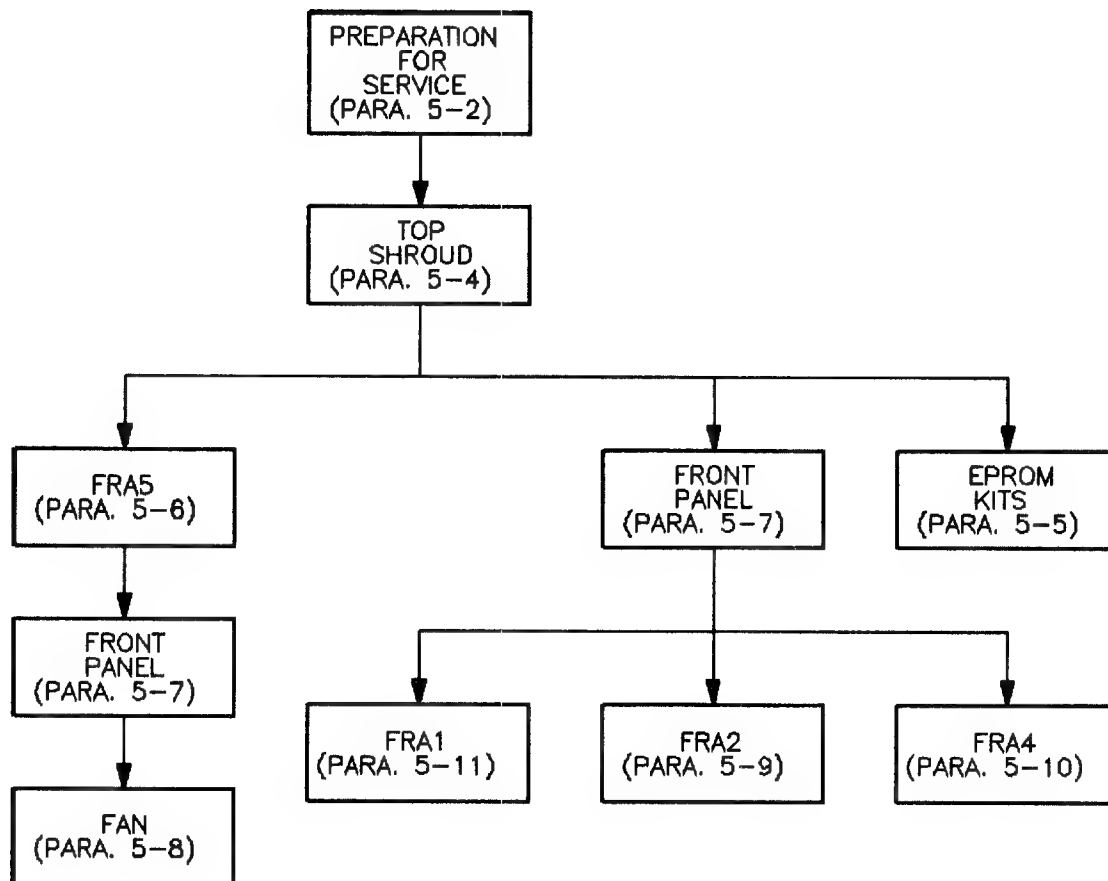 PREPARATION
FOR
SERVICE
(PARA. 5-2)
TOP
SHROUD
(PARA. 5-4)
FRA5
(PARA. 5-6)
FRONT
PANEL
(PARA. 5-7)
EPROM
KITS
(PARA. 5-5)
FRONT
PANEL
(PARA. 5-7)
FRA1
(PARA. 5-11)
FRA2
(PARA. 5-9)
FRA4
(PARA. 5-10)
FAN
(PARA. 5-8)